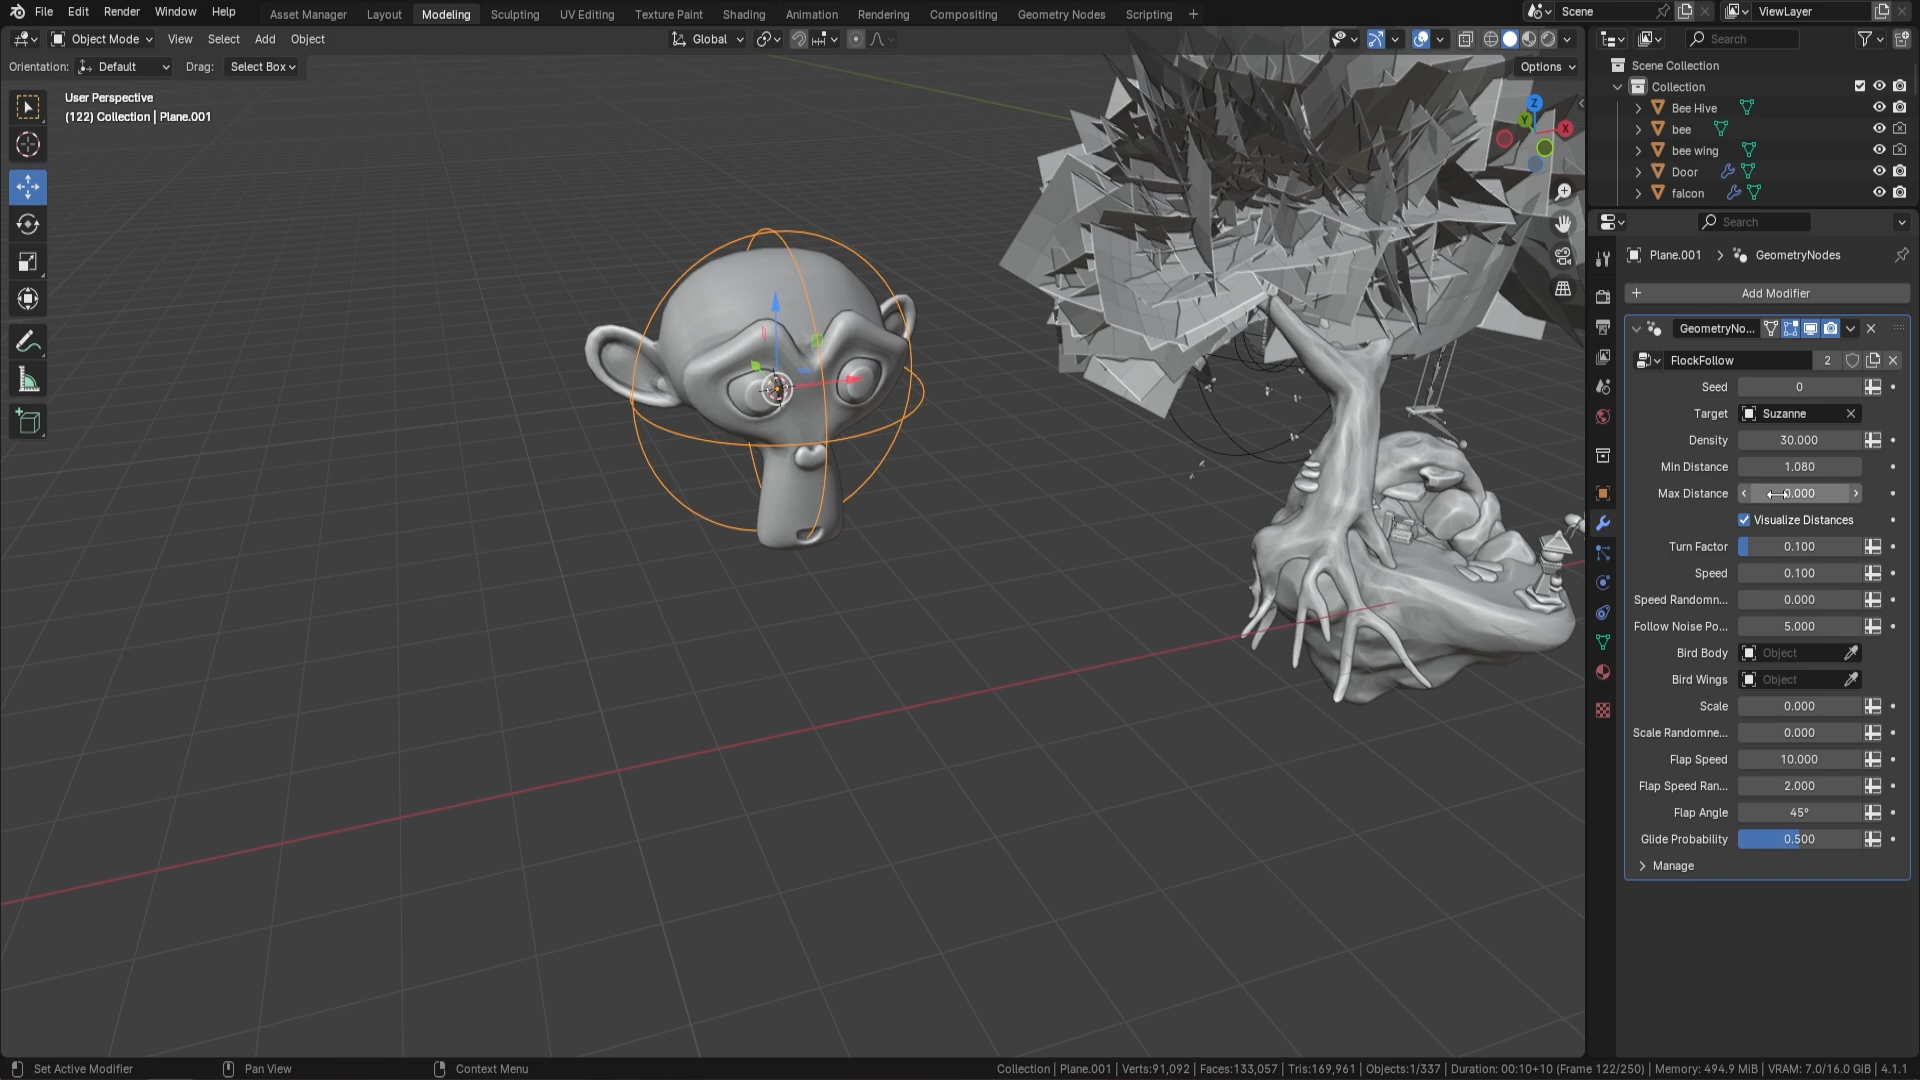 File Edit Render Window Help
Asset Manager Layout Modeling Sculpting UV Editing Texture Paint Shading Animation Rendering Compositing Geometry Nodes Scripting +
Scene
ViewLayer
Object Mode View Select Add Object
Global
Search
Orientation: Default Drag: Select Box
Options
User Perspective
(122) Collection | Plane.001
Z
Y
X
Scene Collection
Collection
Bee Hive
bee
bee wing
Door
falcon
Search
Plane.001 > GeometryNodes
+ Add Modifier
GeometryNo...
FlockFollow 2
Seed 0
Target Suzanne
Density 30.000
Min Distance 1.080
Max Distance 0.000
Visualize Distances
Turn Factor 0.100
Speed 0.100
Speed Randomn... 0.000
Follow Noise Po... 5.000
Bird Body Object
Bird Wings Object
Scale 0.000
Scale Randomne... 0.000
Flap Speed 10.000
Flap Speed Ran... 2.000
Flap Angle 45°
Glide Probability 0.500
Manage
Set Active Modifier
Pan View
Context Menu
Collection | Plane.001 | Verts:91,092 | Faces:133,057 | Tris:169,961 | Objects:1/337 | Duration: 00:10+10 (Frame 122/250) | Memory: 494.9 MiB | VRAM: 7.0/16.0 GiB | 4.1.1